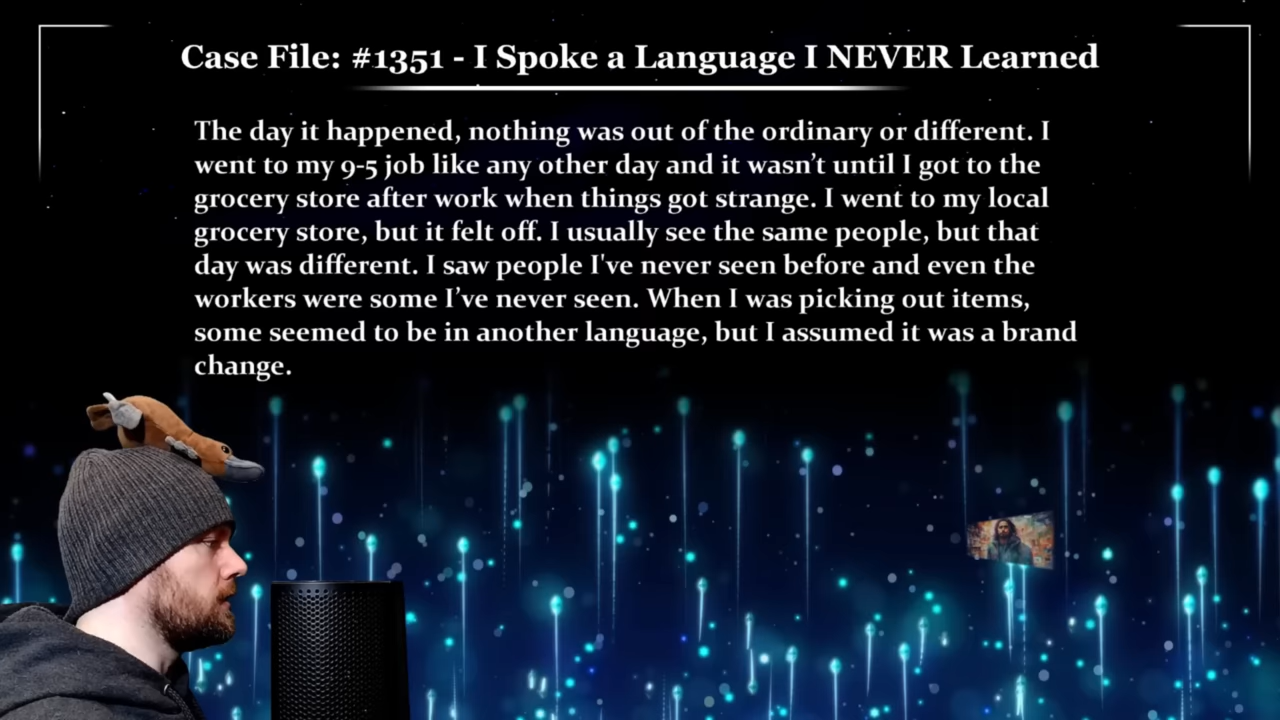 Case File: #1351 - I Spoke a Language I NEVER Learned
The day it happened, nothing was out of the ordinary or different. I
went to my 9-5 job like any other day and it wasn’t until I got to the
grocery store after work when things got strange. I went to my local
grocery store, but it felt off. I usually see the same people, but that
day was different. I saw people I've never seen before and even the
workers were some I’ve never seen. When I was picking out items,
some seemed to be in another language, but I assumed it was a brand
change.